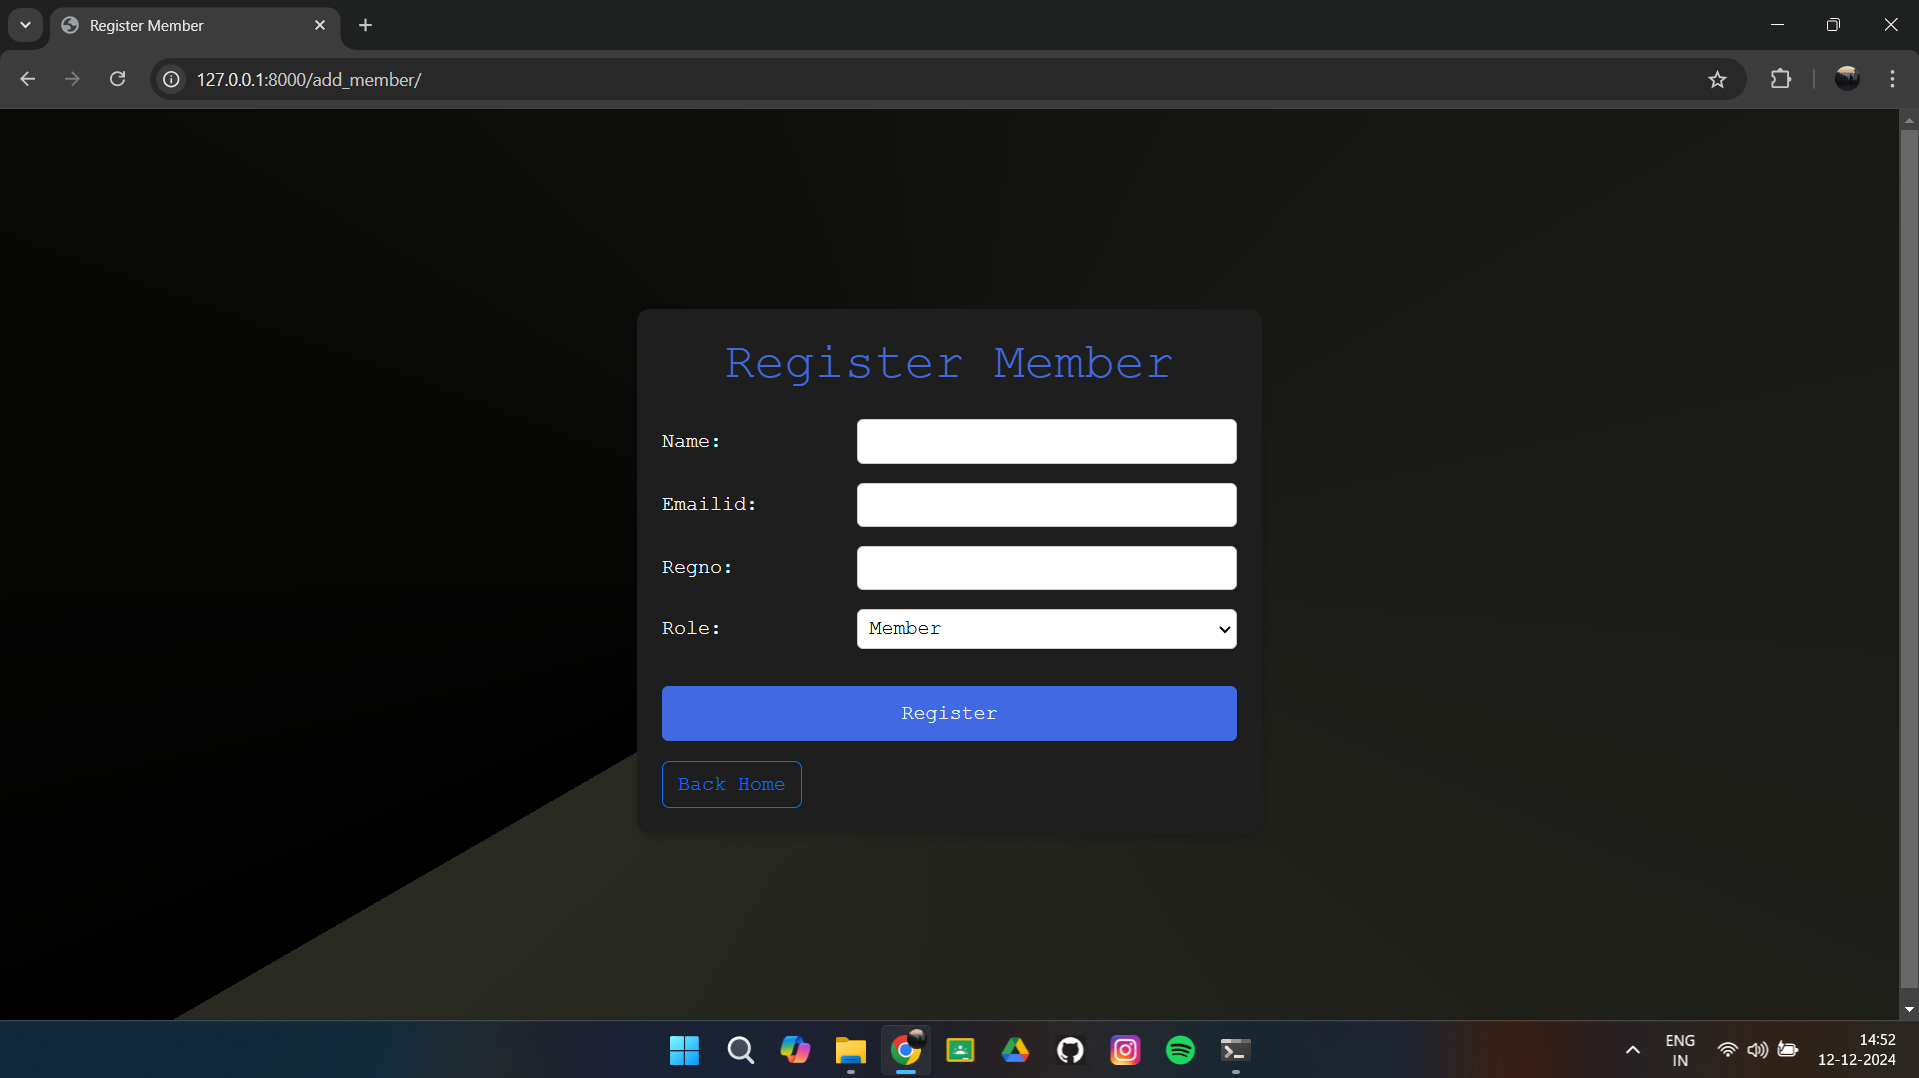 Register Member
127.0.0.1:8000/add_member/
Register Member
Name:
Emailid:
Regno:
Role:
Member
Register
Back Home
ENG
IN
14:52
12-12-2024